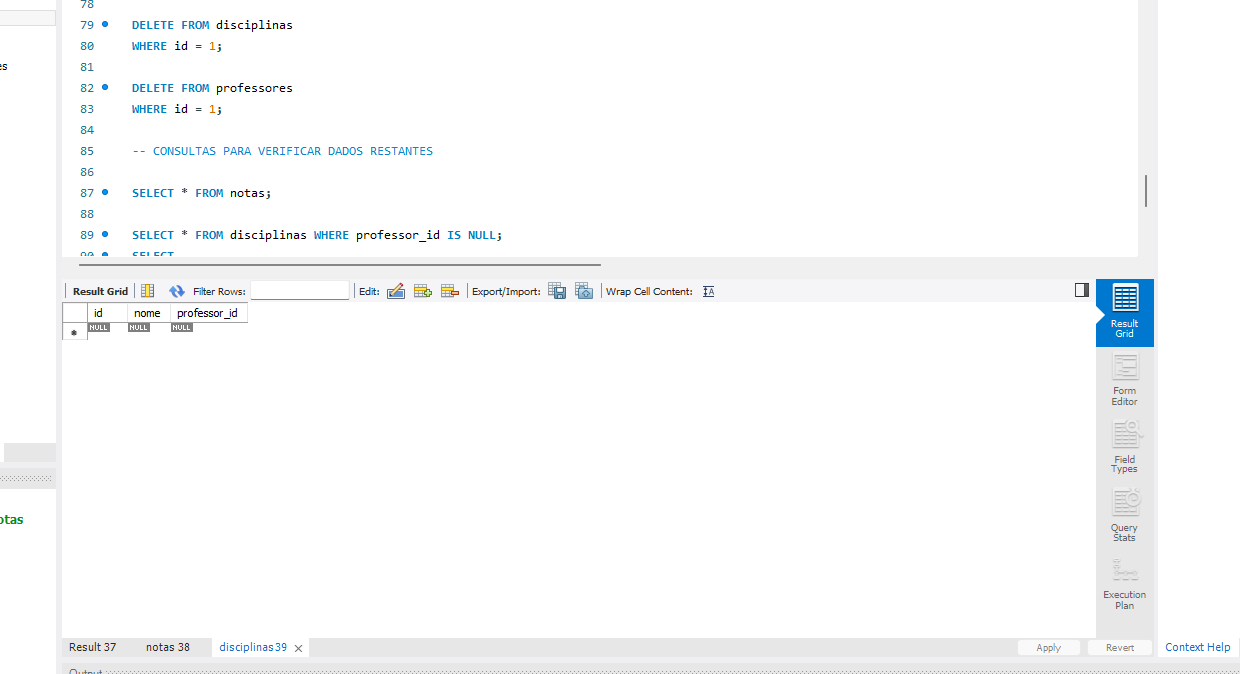 78
79 DELETE FROM disciplinas
80 WHERE id = 1;
81
82 DELETE FROM professores
83 WHERE id = 1;
84
85 -- CONSULTAS PARA VERIFICAR DADOS RESTANTES
86
87 SELECT * FROM notas;
88
89 SELECT * FROM disciplinas WHERE professor_id IS NULL;
90 SELECT
es
otas
Result Grid Filter Rows: Edit: Export/Import: Wrap Cell Content:
id nome professor_id
NULL NULL NULL
Result
Grid
Form
Editor
Field
Types
Query
Stats
Execution
Plan
Result 37 notas 38 disciplinas 39 Apply Revert Context Help
Output